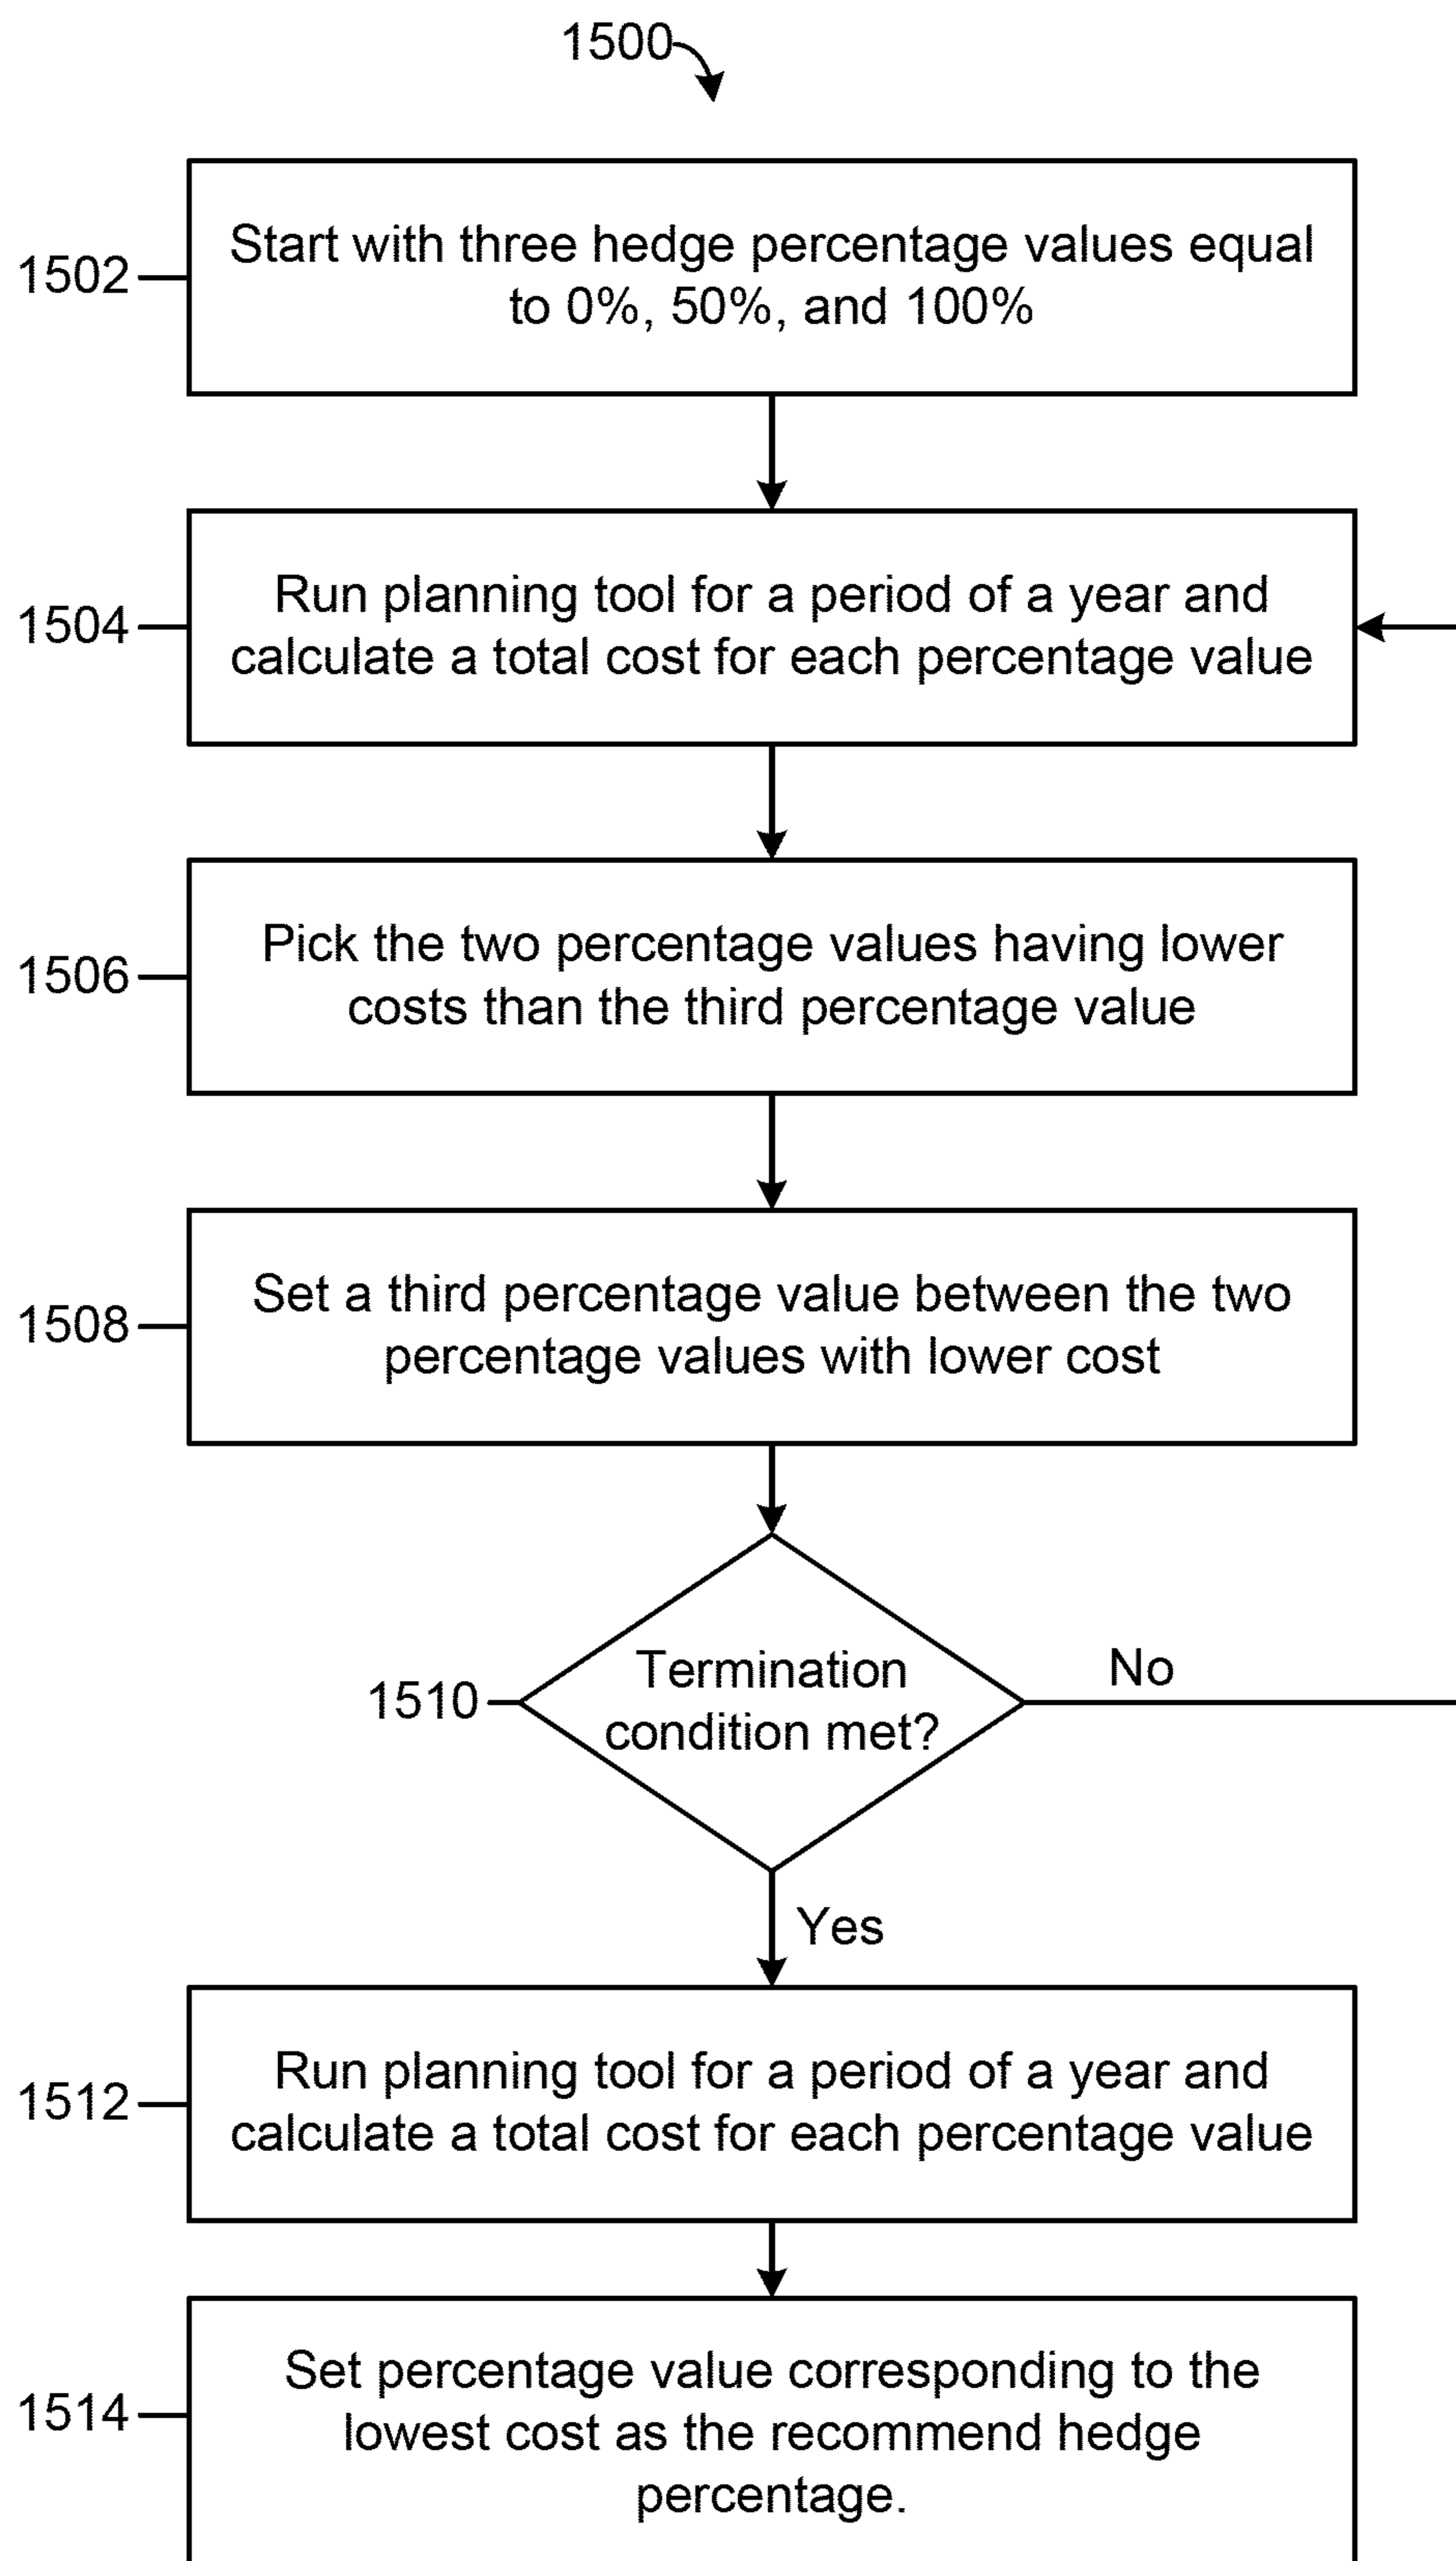 1500
1502
Start with three hedge percentage values equal
to 0%, 50%, and 100%
1504
Run planning tool for a period of a year and
calculate a total cost for each percentage value
1506
Pick the two percentage values having lower
costs than the third percentage value
1508
Set a third percentage value between the two
percentage values with lower cost
1510
Termination
condition met?
No
Yes
1512
Run planning tool for a period of a year and
calculate a total cost for each percentage value
1514
Set percentage value corresponding to the
lowest cost as the recommend hedge
percentage.